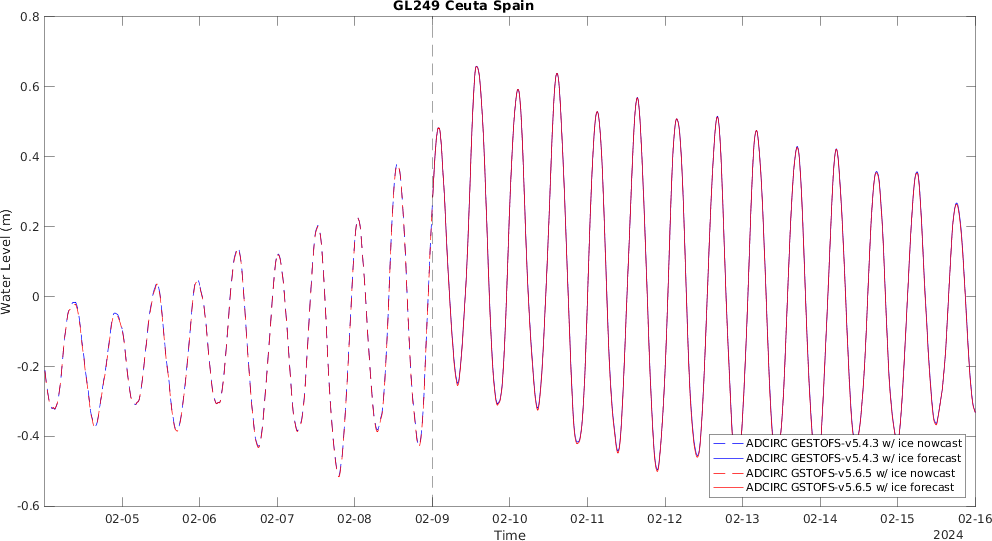 GL249 Ceuta Spain
0.8
0.6
0.4
0.2
0
-0.2
-0.4
-0.6
Water Level (m)
ADCIRC GESTOFS-v5.4.3 w/ ice nowcast
ADCIRC GESTOFS-v5.4.3 w/ ice forecast
ADCIRC GSTOFS-v5.6.5 w/ ice nowcast
ADCIRC GSTOFS-v5.6.5 w/ ice forecast
02-05 02-06 02-07 02-08 02-09 02-10 02-11 02-12 02-13 02-14 02-15 02-16
Time
2024